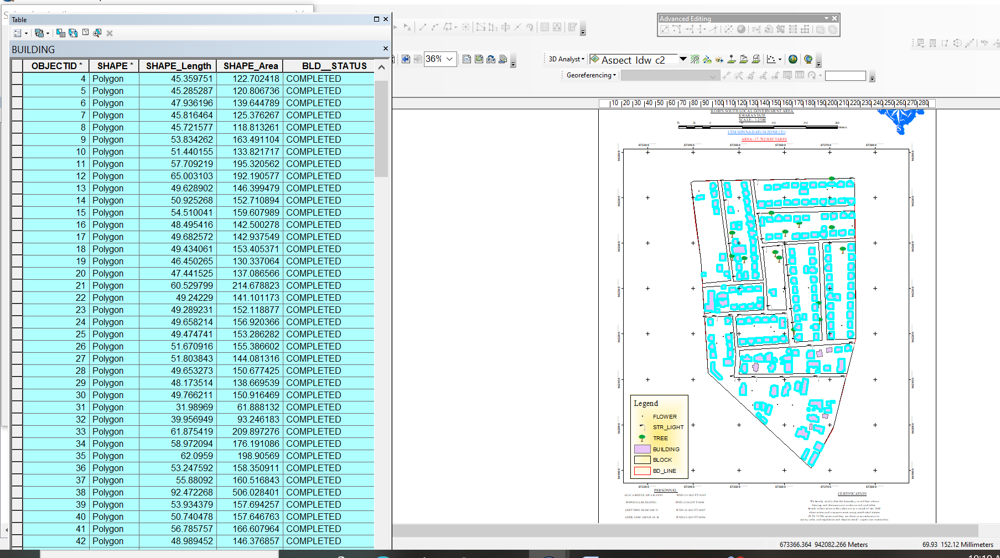 Table
BUILDING
OBJECTID * SHAPE * SHAPE_Length SHAPE_Area BLD__STATUS
4 Polygon 45.359751 122.702418 COMPLETED
5 Polygon 45.285287 120.806736 COMPLETED
6 Polygon 47.936196 139.644789 COMPLETED
7 Polygon 45.816464 125.376267 COMPLETED
8 Polygon 45.721577 118.813261 COMPLETED
9 Polygon 53.834262 163.491104 COMPLETED
10 Polygon 51.440155 133.821717 COMPLETED
11 Polygon 57.709219 195.320562 COMPLETED
12 Polygon 65.003103 192.190577 COMPLETED
13 Polygon 49.628902 146.399479 COMPLETED
14 Polygon 50.925268 152.710894 COMPLETED
15 Polygon 54.510041 159.607989 COMPLETED
16 Polygon 48.495416 142.500278 COMPLETED
17 Polygon 49.682572 142.937549 COMPLETED
18 Polygon 49.434061 153.405371 COMPLETED
19 Polygon 46.450265 130.337064 COMPLETED
20 Polygon 47.441525 137.086566 COMPLETED
21 Polygon 60.529799 214.678823 COMPLETED
22 Polygon 49.24229 141.101173 COMPLETED
23 Polygon 49.289231 152.118877 COMPLETED
24 Polygon 49.658214 156.920366 COMPLETED
25 Polygon 49.474741 153.286282 COMPLETED
26 Polygon 51.670916 155.386602 COMPLETED
27 Polygon 51.803843 144.081316 COMPLETED
28 Polygon 49.653273 150.677425 COMPLETED
29 Polygon 48.173514 138.669539 COMPLETED
30 Polygon 49.766211 150.916469 COMPLETED
31 Polygon 31.98969 61.888132 COMPLETED
32 Polygon 39.956949 93.246183 COMPLETED
33 Polygon 61.875419 209.897276 COMPLETED
34 Polygon 58.972094 176.191086 COMPLETED
35 Polygon 62.0959 198.90569 COMPLETED
36 Polygon 53.247592 158.350911 COMPLETED
37 Polygon 55.88092 160.516843 COMPLETED
38 Polygon 92.472268 506.028401 COMPLETED
39 Polygon 53.934379 157.694257 COMPLETED
40 Polygon 50.740478 157.646763 COMPLETED
41 Polygon 56.785757 166.607964 COMPLETED
42 Polygon 48.989452 146.376857 COMPLETED
Advanced Editing
36%
3D Analyst
Aspect_Idw_c2
Georeferencing
10 20 30 40 50 60 70 80 90 100 110 120 130 140 150 160 170 180 190 200 210 220 230 240 250 260 270 280
ILORIN SOUTH LOCAL GOVERNMENT AREA
KWARA STATE
SCALE:- 1:2500
Meters
UTM MINNA DATUM ZONE (31)
AREA:-17.782 HECTARES
S
Legend
FLOWER
STR_LIGHT
TREE
BUILDING
BLOCK
BD_LINE
PERSONNEL
CERTIFICATION
673366.364 942082.266 Meters
69.93 152.12 Millimeters